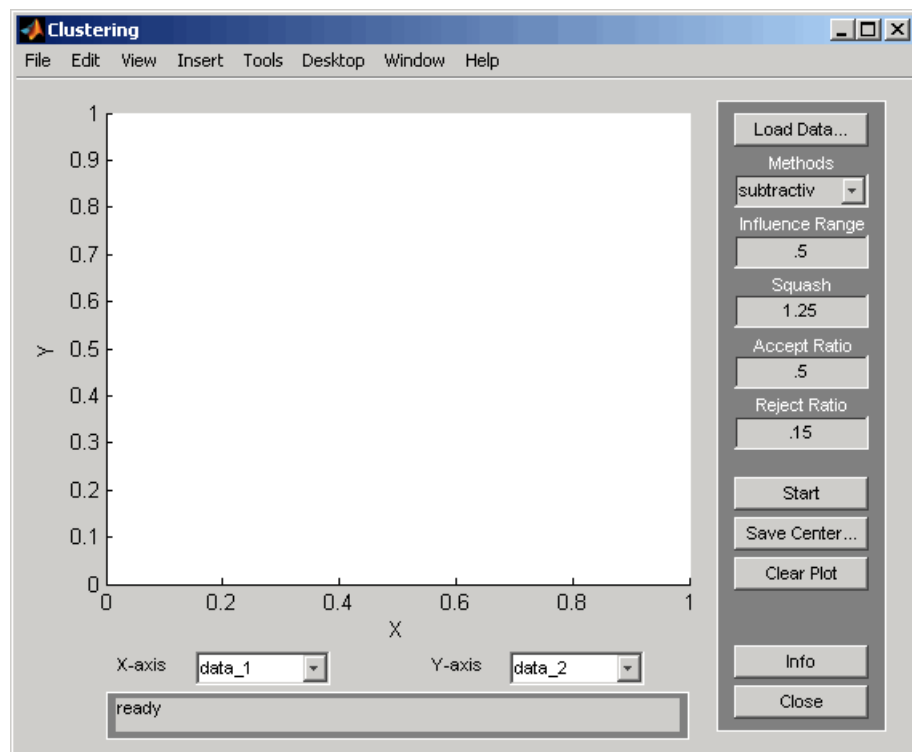 Clustering
File Edit View Insert Tools Desktop Window Help
1
0.9
0.8
0.7
0.6
0.5
0.4
0.3
0.2
0.1
0
Y
0 0.2 0.4 0.6 0.8 1
X
X-axis data_1 Y-axis data_2
ready
Load Data...
Methods
subtractiv
Influence Range
.5
Squash
1.25
Accept Ratio
.5
Reject Ratio
.15
Start
Save Center...
Clear Plot
Info
Close